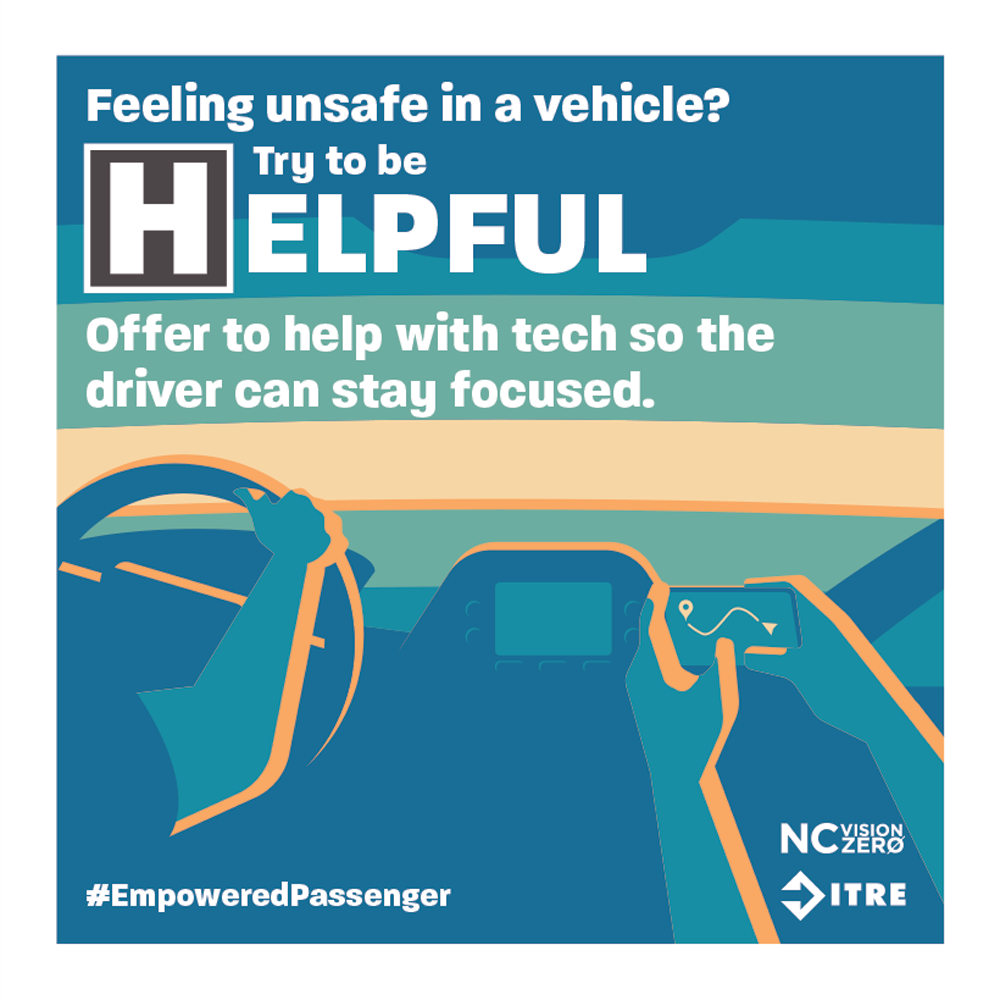 Feeling unsafe in a vehicle?
Try to be
HELPFUL
Offer to help with tech so the
driver can stay focused.
NC VISION ZERO
#EmpoweredPassenger
ITRE